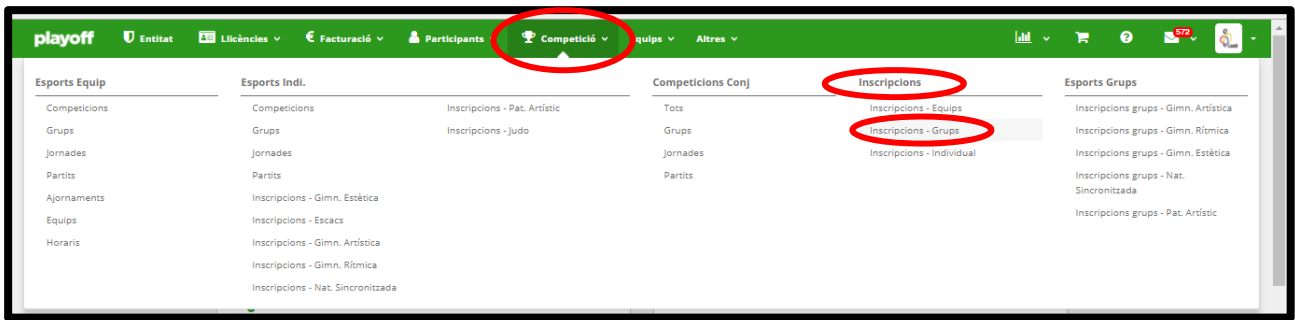 playoff Entitat Llicències € Facturació Participants Competició quips Altres 572
Esports Equip
Competicions
Grups
Jornades
Partits
Ajornaments
Equips
Horaris
Esports Indi.
Competicions
Grups
Jornades
Partits
Inscripcions - Gimn. Estètica
Inscripcions - Escacs
Inscripcions - Gimn. Artística
Inscripcions - Gimn. Rítmica
Inscripcions - Nat. Sincronitzada
Inscripcions - Pat. Artístic
Inscripcions - Judo
Competicions Conj
Tots
Grups
Jornades
Partits
Inscripcions
Inscripcions - Equips
Inscripcions - Grups
Inscripcions - Individual
Esports Grups
Inscripcions grups - Gimn. Artística
Inscripcions grups - Gimn. Rítmica
Inscripcions grups - Gimn. Estètica
Inscripcions grups - Nat.
Sincronitzada
Inscripcions grups - Pat. Artístic